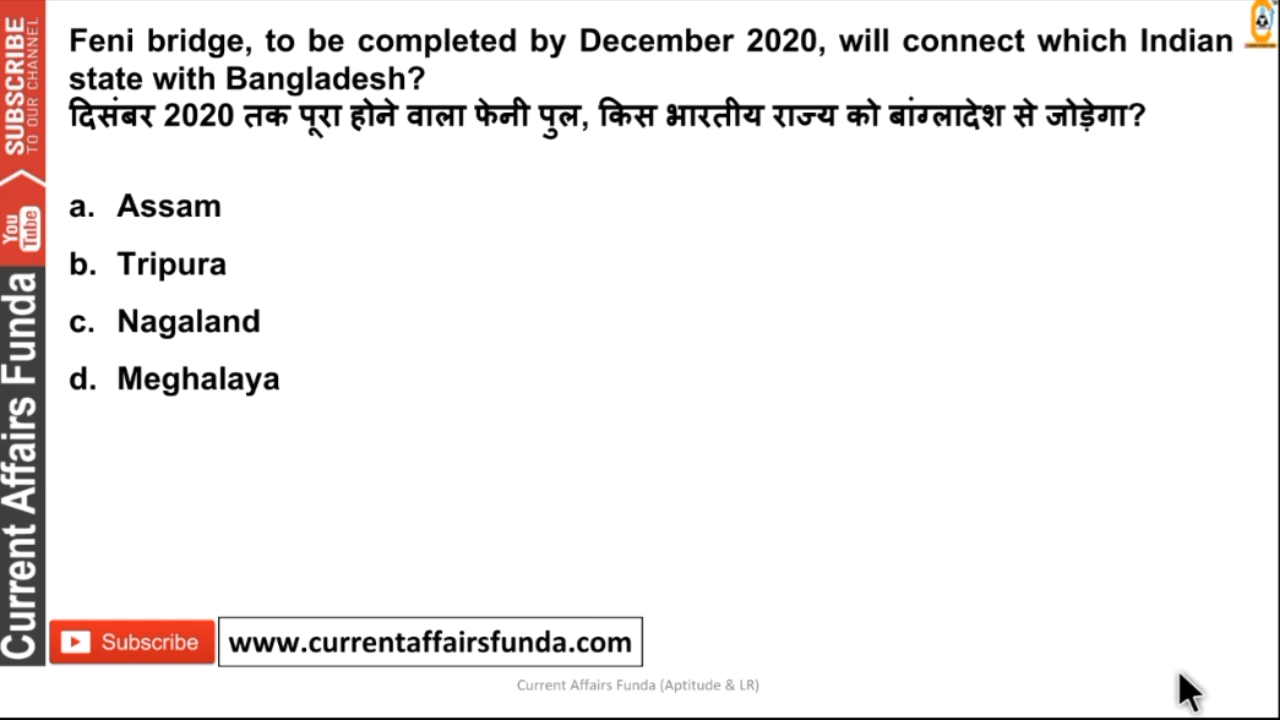 Feni bridge, to be completed by December 2020, will connect which Indian
state with Bangladesh?
दिसंबर 2020 तक पूरा होने वाला फेनी पुल, किस भारतीय राज्य को बांग्लादेश से जोड़ेगा?
a. Assam
b. Tripura
c. Nagaland
d. Meghalaya
SUBSCRIBE
TO OUR CHANNEL
You
Tube
Current Affairs Funda
Subscribe
www.currentaffairsfunda.com
Current Affairs Funda (Aptitude & LR)